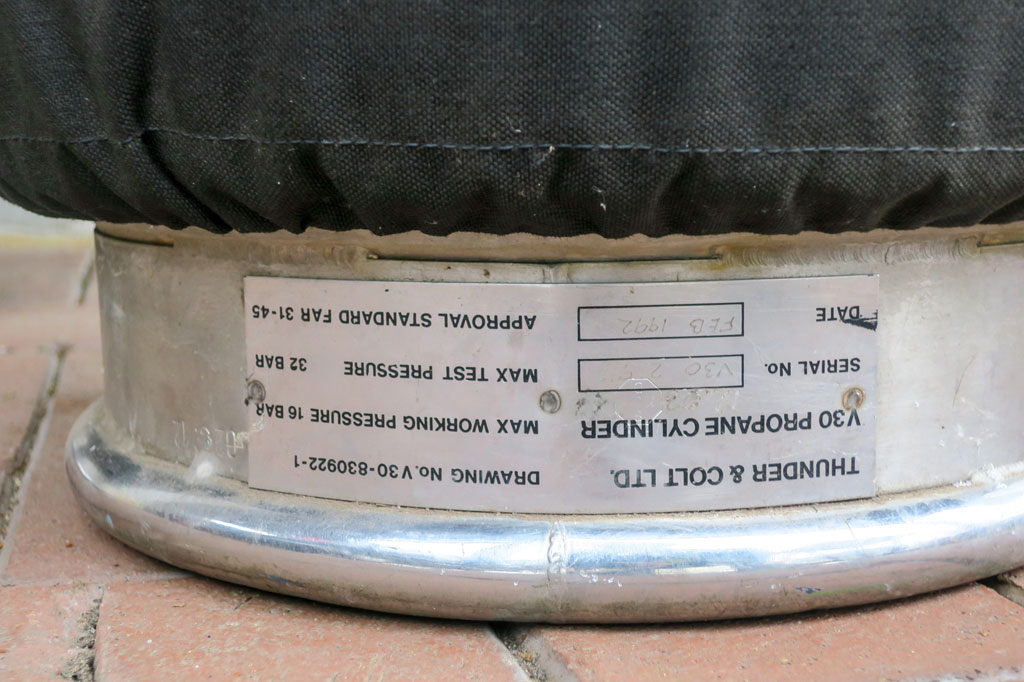 THUNDER & COLT LTD.
V30 PROPANE CYLINDER
SERIAL No. V30
DATE FEB 1992
DRAWING No. V30-830922-1
MAX WORKING PRESSURE 16 BAR
MAX TEST PRESSURE 32 BAR
APPROVAL STANDARD FAR 31-45